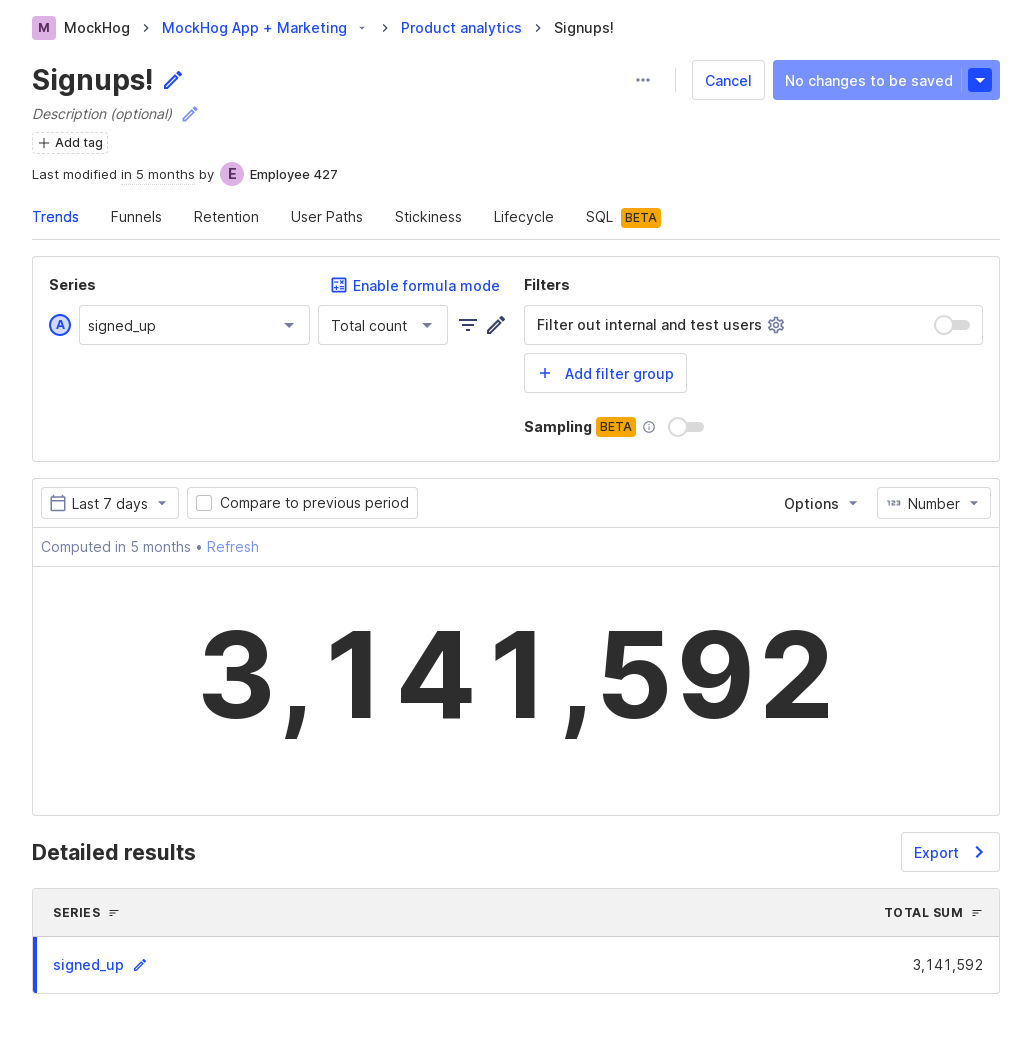 M MockHog > MockHog App + Marketing > Product analytics > Signups!
Signups!
Cancel
No changes to be saved
Description (optional)
Add tag
Last modified in 5 months by E Employee 427
Trends Funnels Retention User Paths Stickiness Lifecycle SQL BETA
Series
Enable formula mode
A signed_up
Total count
Filters
Filter out internal and test users
+ Add filter group
Sampling BETA
Last 7 days
Compare to previous period
Options
123 Number
Computed in 5 months • Refresh
3,141,592
Detailed results
Export
SERIES
TOTAL SUM
signed_up
3,141,592